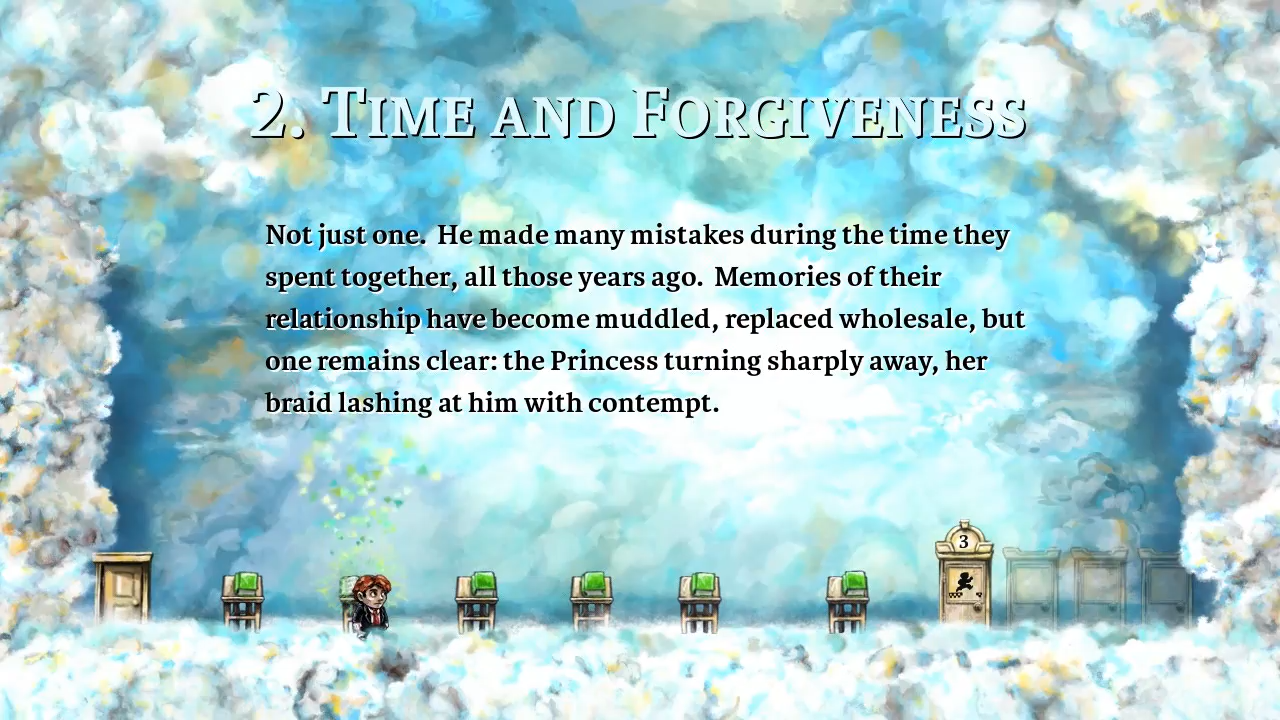 2. Time and Forgiveness
Not just one.  He made many mistakes during the time they
spent together, all those years ago.  Memories of their
relationship have become muddled, replaced wholesale, but
one remains clear: the Princess turning sharply away, her
braid lashing at him with contempt.
3